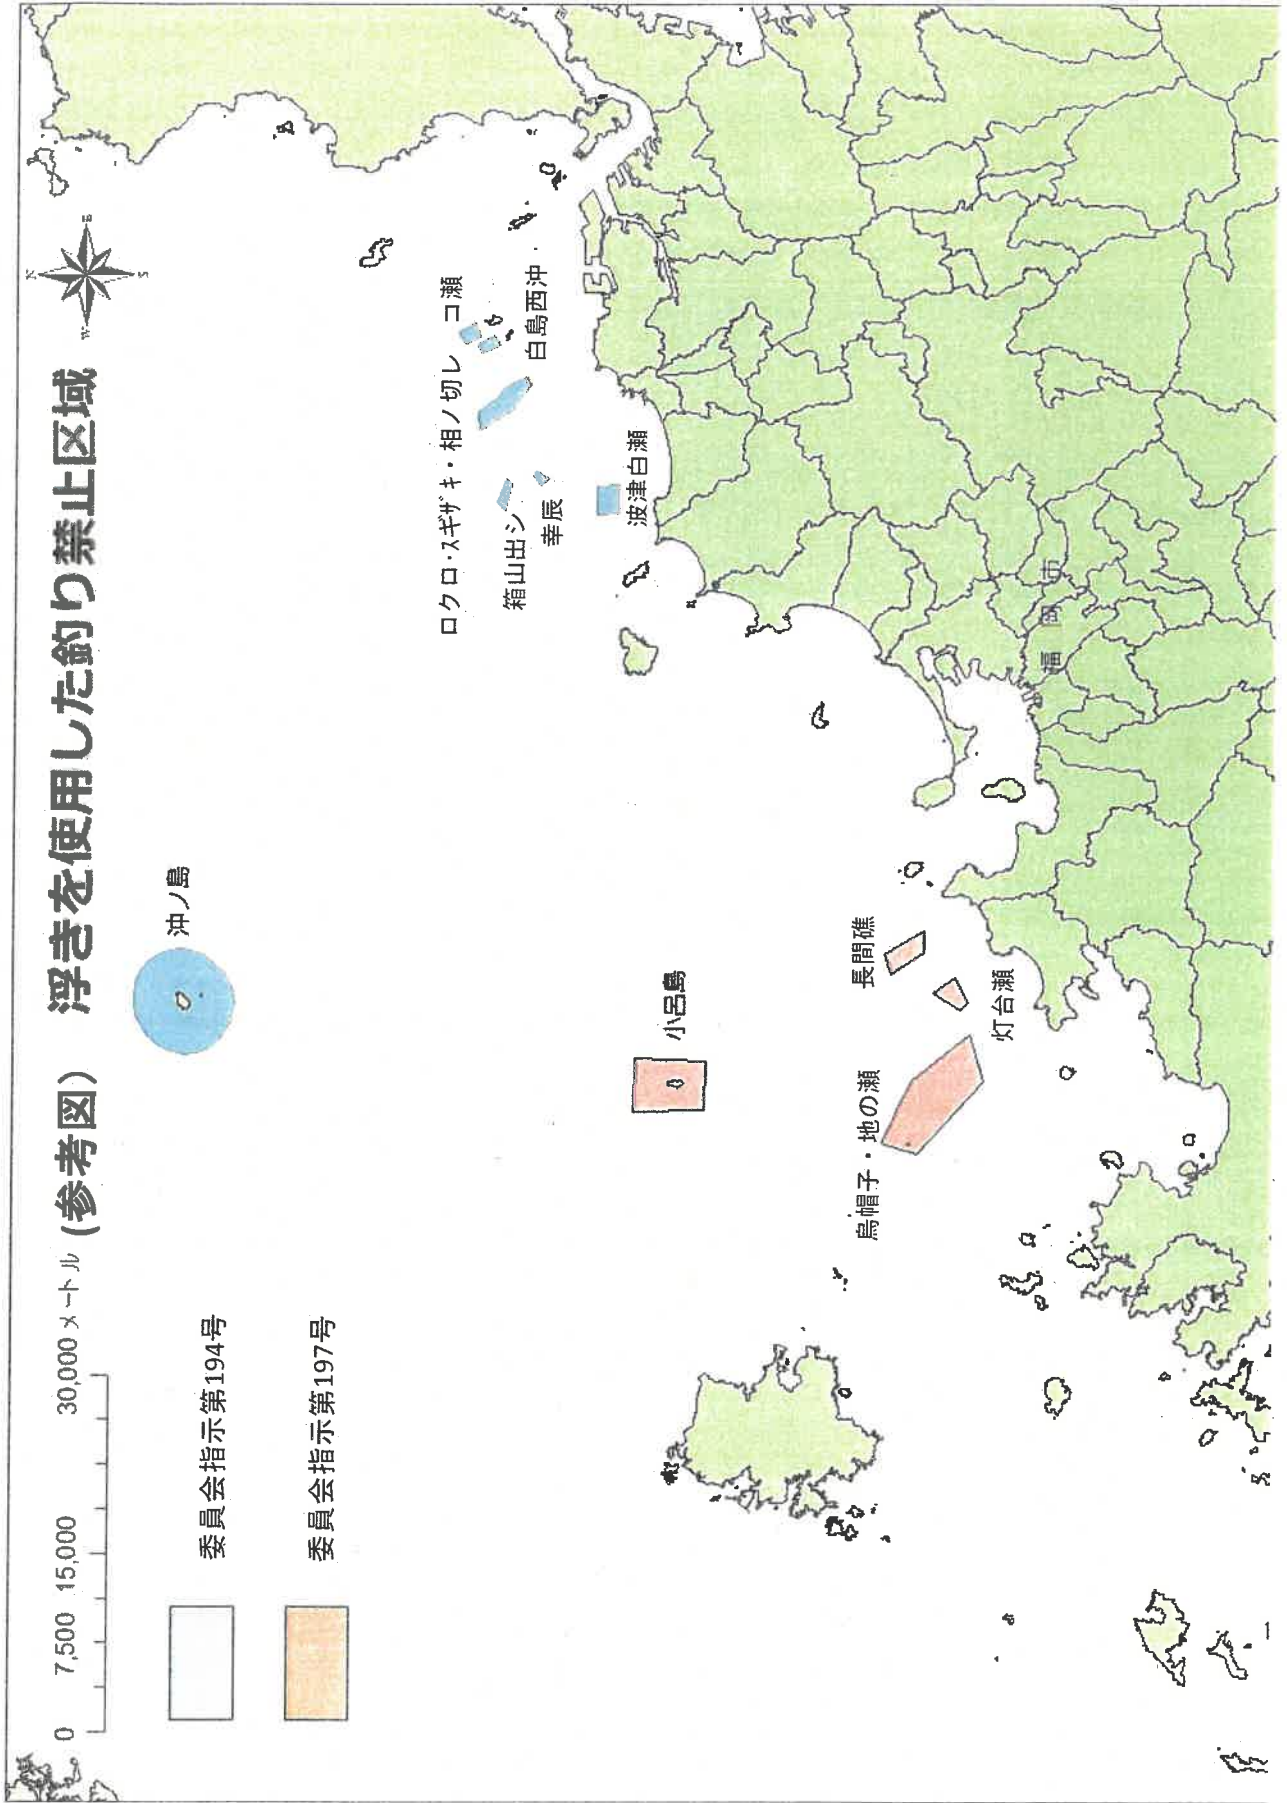 (参考図) 浮きを使用した釣り禁止区域
0 7,500 15,000 30,000 メートル
N
W
E
S
委員会指示第194号
委員会指示第197号
沖ノ島
ロクロ・スギザキ・相ノ切レ
コ瀬
白島西沖
箱山出シ
幸辰
波津白瀬
小呂島
長間礁
灯台瀬
烏帽子・地の瀬
福岡市
1